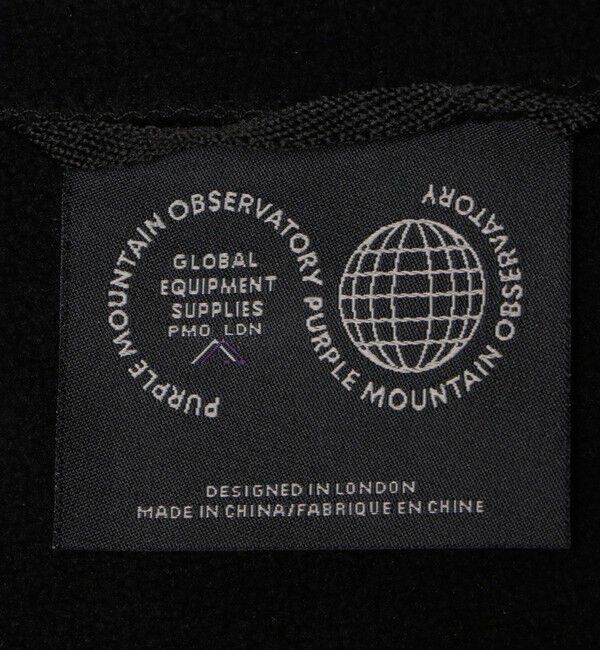 PURPLE MOUNTAIN OBSERVATORY
PURPLE MOUNTAIN OBSERVATORY
GLOBAL
EQUIPMENT
SUPPLIES
PMO LDN
DESIGNED IN LONDON
MADE IN CHINA/FABRIQUE EN CHINE